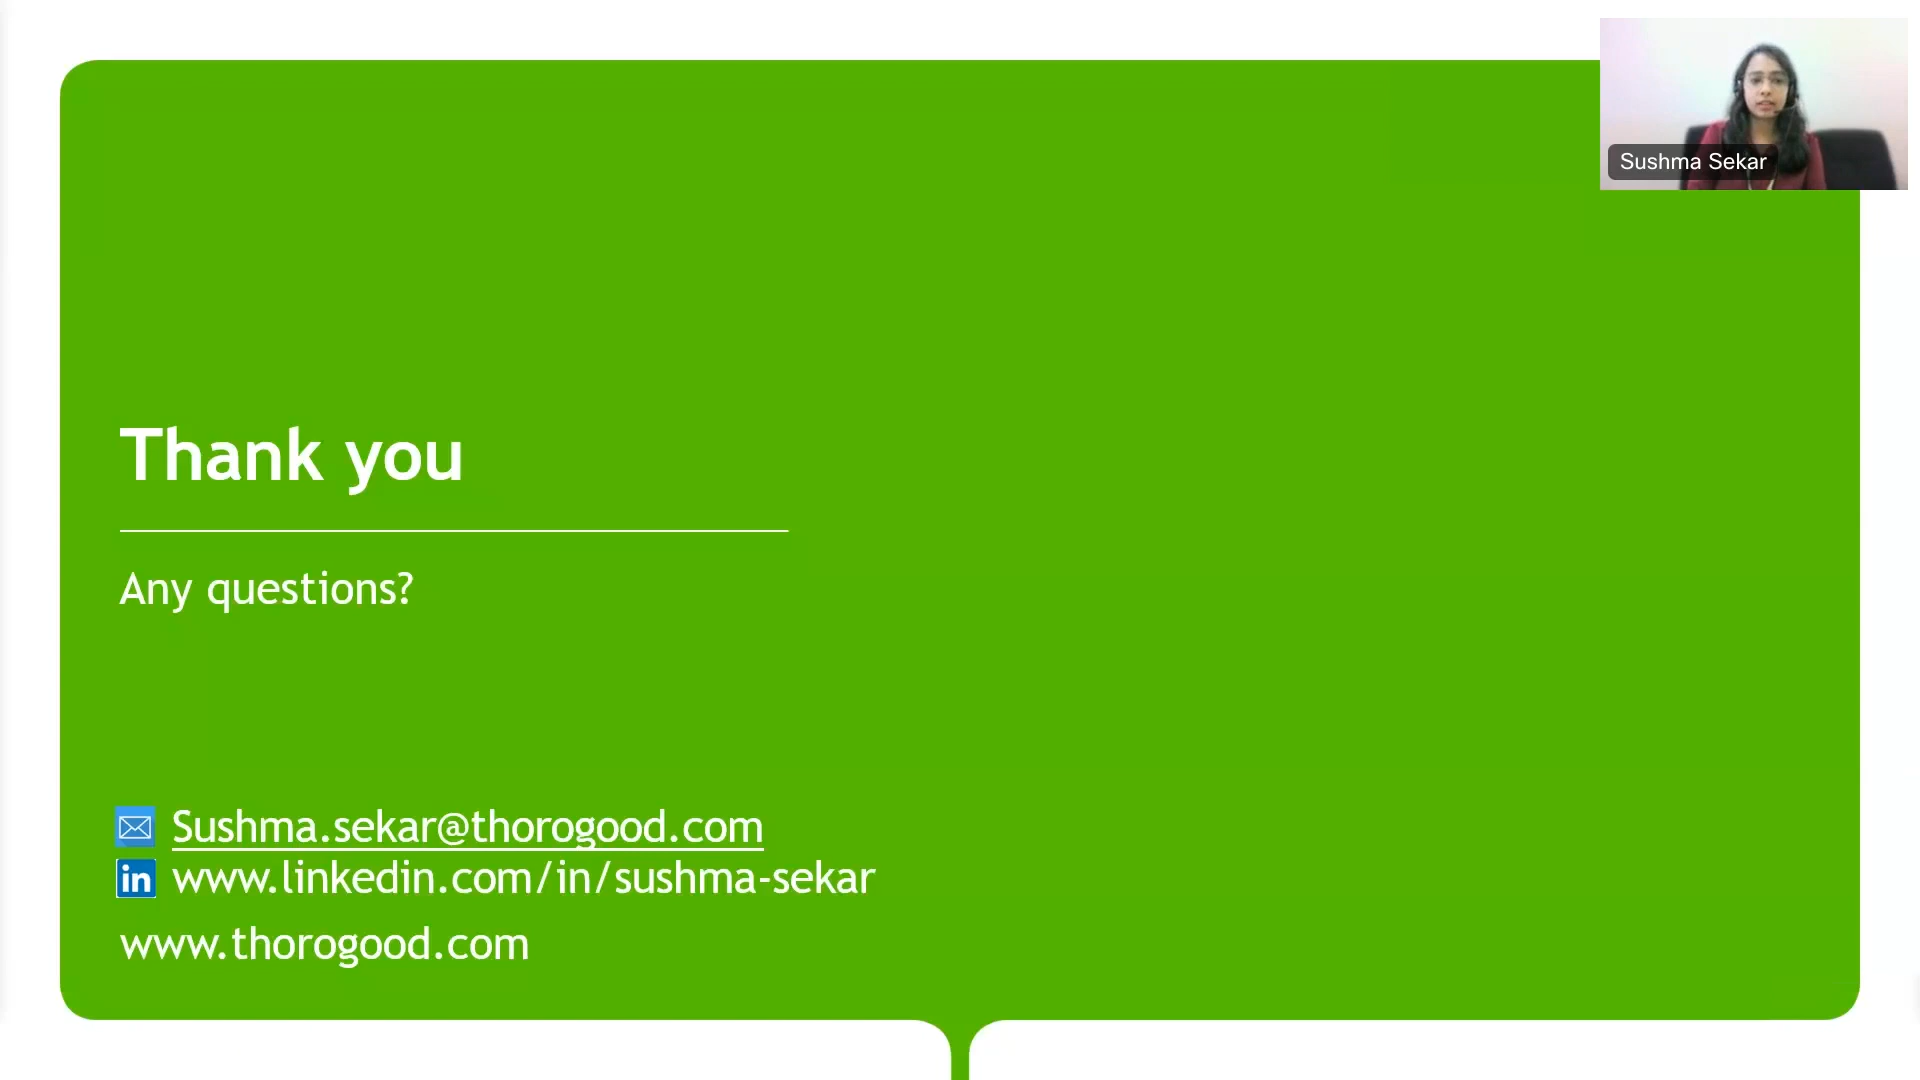 Sushma Sekar
Thank you
Any questions?
Sushma.sekar@thorogood.com
in www.linkedin.com/in/sushma-sekar
www.thorogood.com